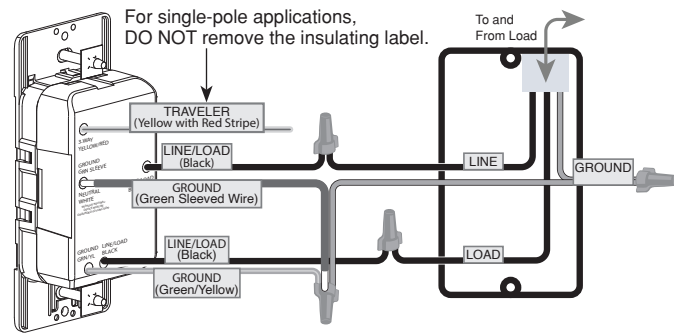 For single-pole applications,
DO NOT remove the insulating label.
To and
From Load
TRAVELER
(Yellow with Red Stripe)
3-WAY
YELLOW/RED
LINE/LOAD
(Black)
LINE
GROUND
GROUND
GRN SLEEVE
GROUND
(Green Sleeved Wire)
NEUTRAL
WHITE
LINE/LOAD
(Black)
LOAD
GROUND
GRN/YL
LINE/LOAD
BLACK
GROUND
(Green/Yellow)